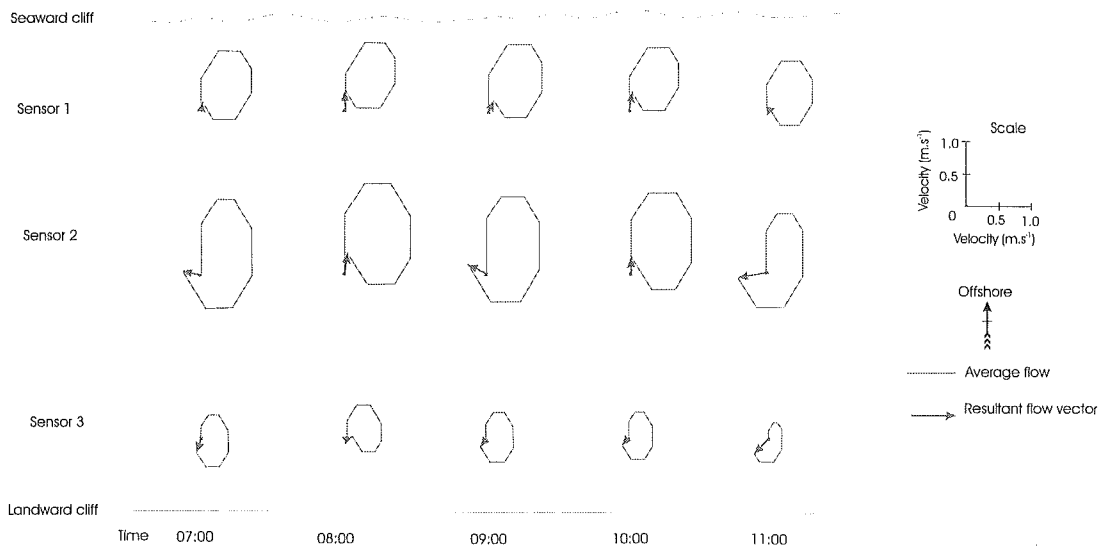 Seaward cliff
Sensor 1
Sensor 2
Sensor 3
Landward cliff
Time 07:00 08:00 09:00 10:00 11:00
Scale
Velocity (m.s⁻¹)
1.0
0.5
0 0.5 1.0
Velocity (m.s⁻¹)
Offshore
Average flow
Resultant flow vector